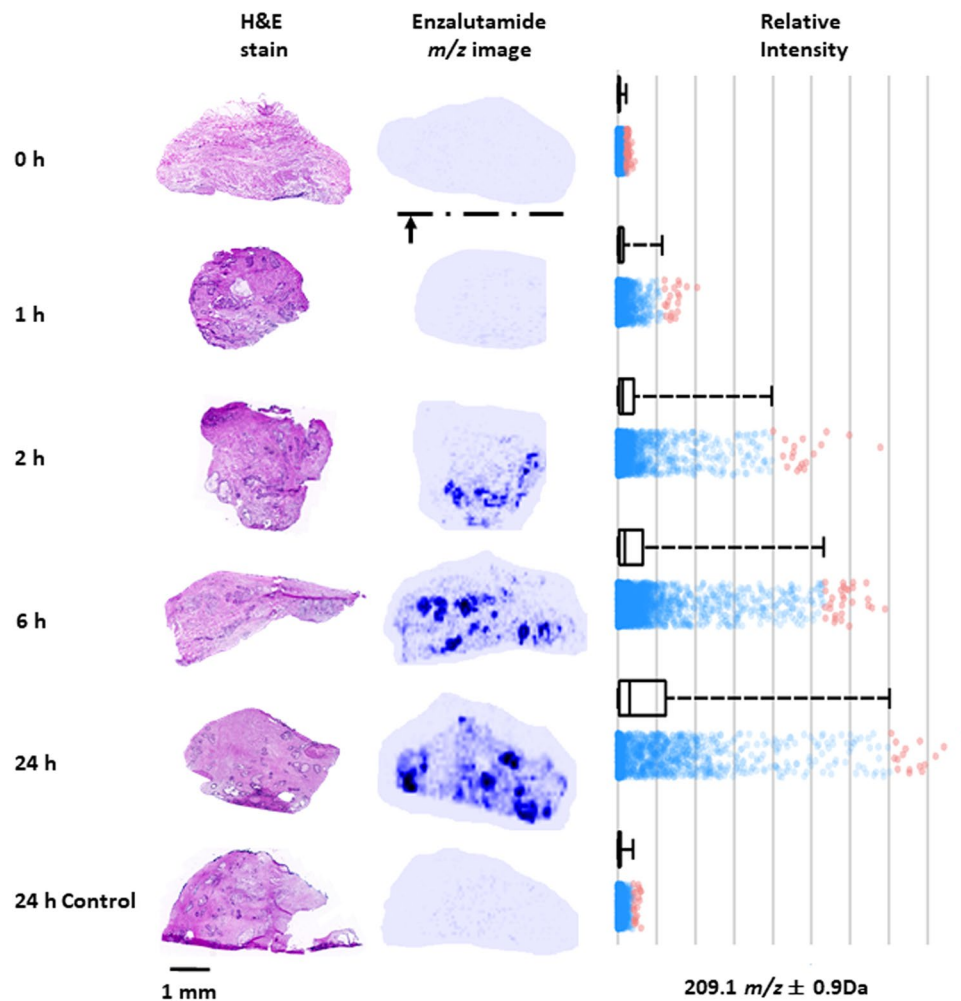 H&E
stain
Enzalutamide
m/z image
Relative
Intensity
0 h
1 h
2 h
6 h
24 h
24 h Control
1 mm
209.1 m/z ± 0.9Da